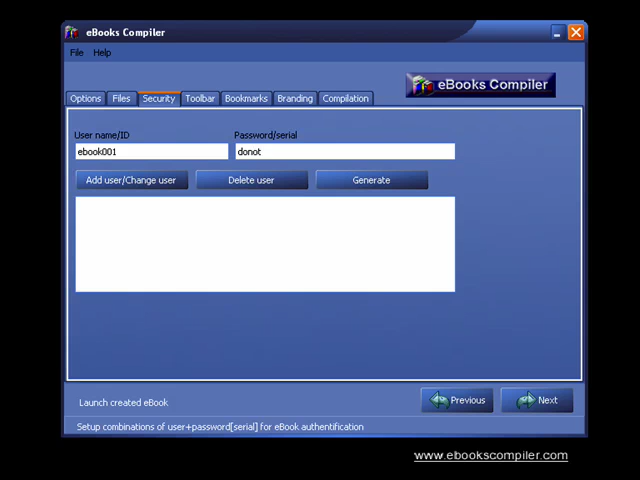 eBooks Compiler
File Help
eBooks Compiler
Options Files Security Toolbar Bookmarks Branding Compilation
User name/ID Password/serial
ebook001 donot
Add user/Change user Delete user Generate
Launch created eBook Previous Next
Setup combinations of user+password[serial] for eBook authentification
www.ebookscompiler.com